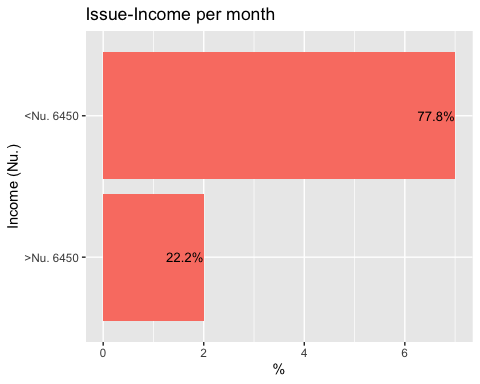 Issue-Income per month
Income (Nu.)
<Nu. 6450
77.8%
>Nu. 6450
22.2%
0 2 4 6
%